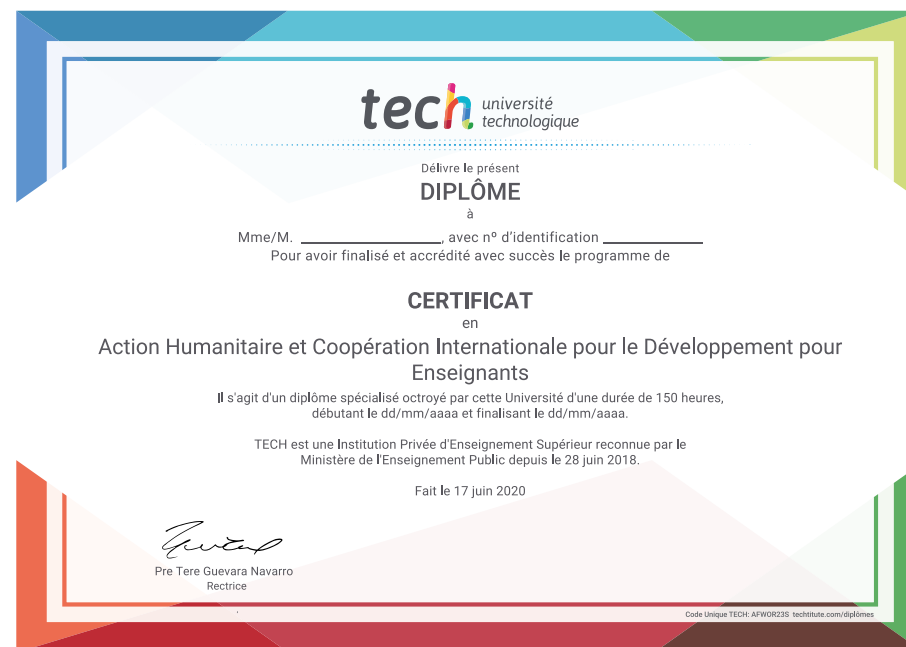 tech université
technologique
Délivre le présent
DIPLÔME
à
Mme/M. ____________________, avec nº d'identification ______________
Pour avoir finalisé et accrédité avec succès le programme de
CERTIFICAT
en
Action Humanitaire et Coopération Internationale pour le Développement pour
Enseignants
Il s'agit d'un diplôme spécialisé octroyé par cette Université d'une durée de 150 heures,
débutant le dd/mm/aaaa et finalisant le dd/mm/aaaa.
TECH est une Institution Privée d'Enseignement Supérieur reconnue par le
Ministère de l'Enseignement Public depuis le 28 juin 2018.
Fait le 17 juin 2020
Pre Tere Guevara Navarro
Rectrice
Code Unique TECH: AFWOR23S techtitute.com/diplômes